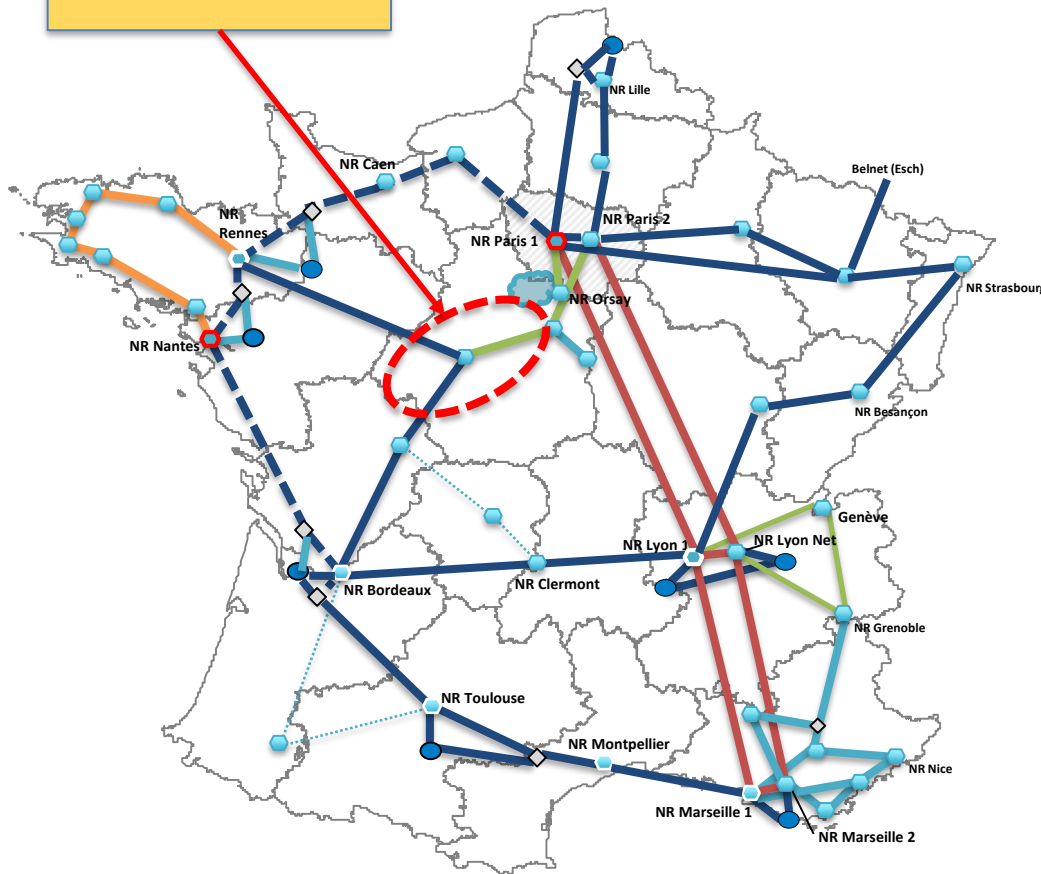 NR Lille
NR Caen
Belnet (Esch)
NR
Rennes
NR Paris 2
NR Paris 1
NR Strasbourg
NR Orsay
NR Nantes
NR Besançon
Genève
NR Lyon 1
NR Lyon Net
NR Bordeaux
NR Clermont
NR Grenoble
NR Toulouse
NR Montpellier
NR Nice
NR Marseille 1
NR Marseille 2